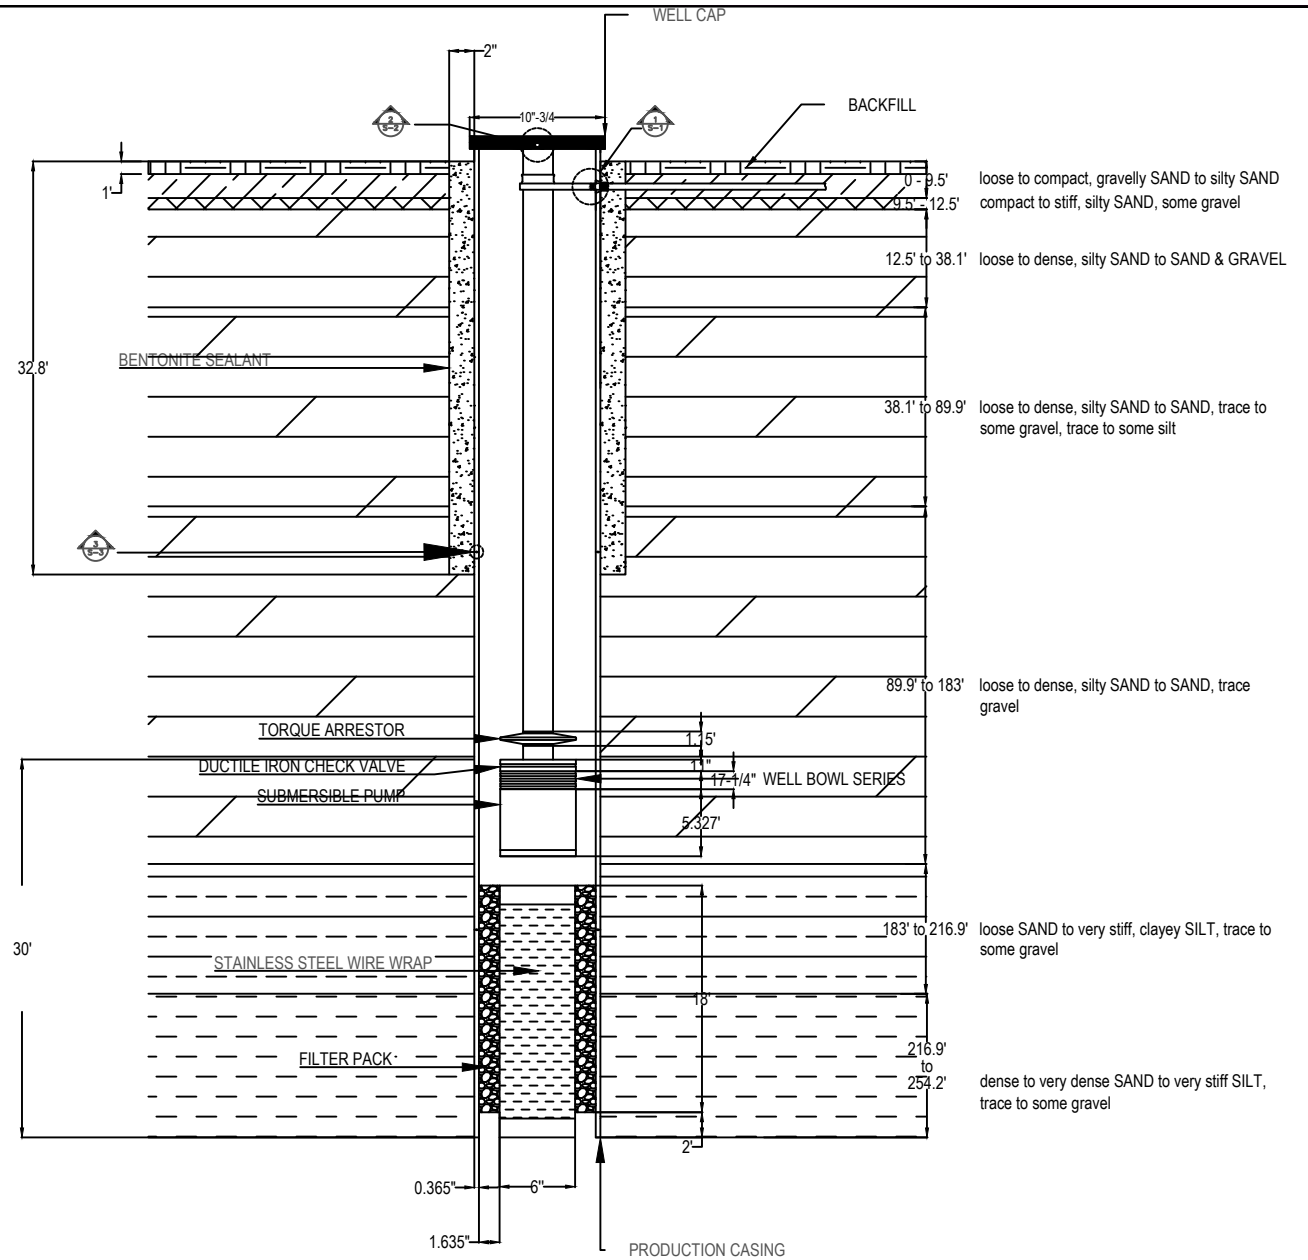 WELL CAP
2"
10"-3/4
2
S-2
1
S-1
BACKFILL
1'
0 - 9.5' loose to compact, gravelly SAND to silty SAND
9.5' - 12.5' compact to stiff, silty SAND, some gravel
12.5' to 38.1' loose to dense, silty SAND to SAND & GRAVEL
BENTONITE SEALANT
32.8'
38.1' to 89.9' loose to dense, silty SAND to SAND, trace to
some gravel, trace to some silt
3
S-3
89.9' to 183' loose to dense, silty SAND to SAND, trace
gravel
TORQUE ARRESTOR
1.15'
DUCTILE IRON CHECK VALVE
11"
17-1/4" WELL BOWL SERIES
SUBMERSIBLE PUMP
5.327'
183' to 216.9' loose SAND to very stiff, clayey SILT, trace to
some gravel
30'
STAINLESS STEEL WIRE WRAP
18'
FILTER PACK
216.9'
to
254.2' dense to very dense SAND to very stiff SILT,
trace to some gravel
2'
0.365"
6"
1.635"
PRODUCTION CASING